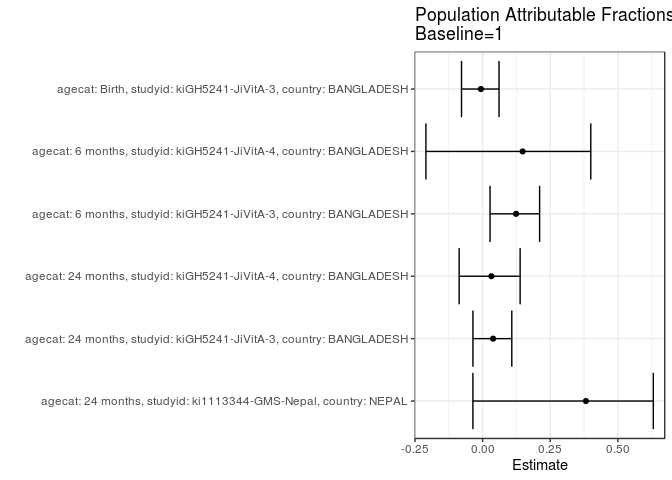 Population Attributable Fractions
Baseline=1
agecat: Birth, studyid: kiGH5241-JiVitA-3, country: BANGLADESH
agecat: 6 months, studyid: kiGH5241-JiVitA-4, country: BANGLADESH
agecat: 6 months, studyid: kiGH5241-JiVitA-3, country: BANGLADESH
agecat: 24 months, studyid: kiGH5241-JiVitA-4, country: BANGLADESH
agecat: 24 months, studyid: kiGH5241-JiVitA-3, country: BANGLADESH
agecat: 24 months, studyid: ki1113344-GMS-Nepal, country: NEPAL
-0.25 0.00 0.25 0.50
Estimate